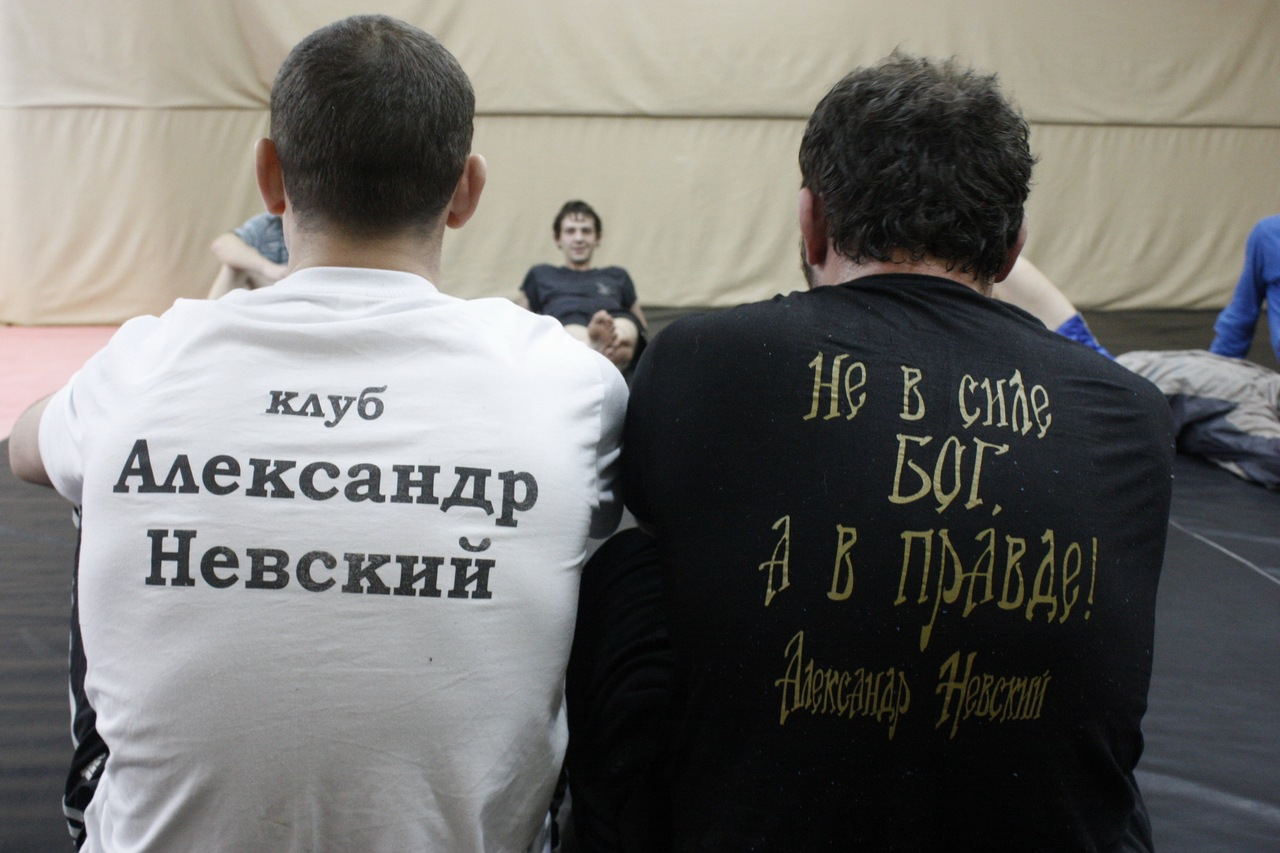 клуб
Александр
Невский
Не в силе
БОГ,
А в правде!
Александр Невский